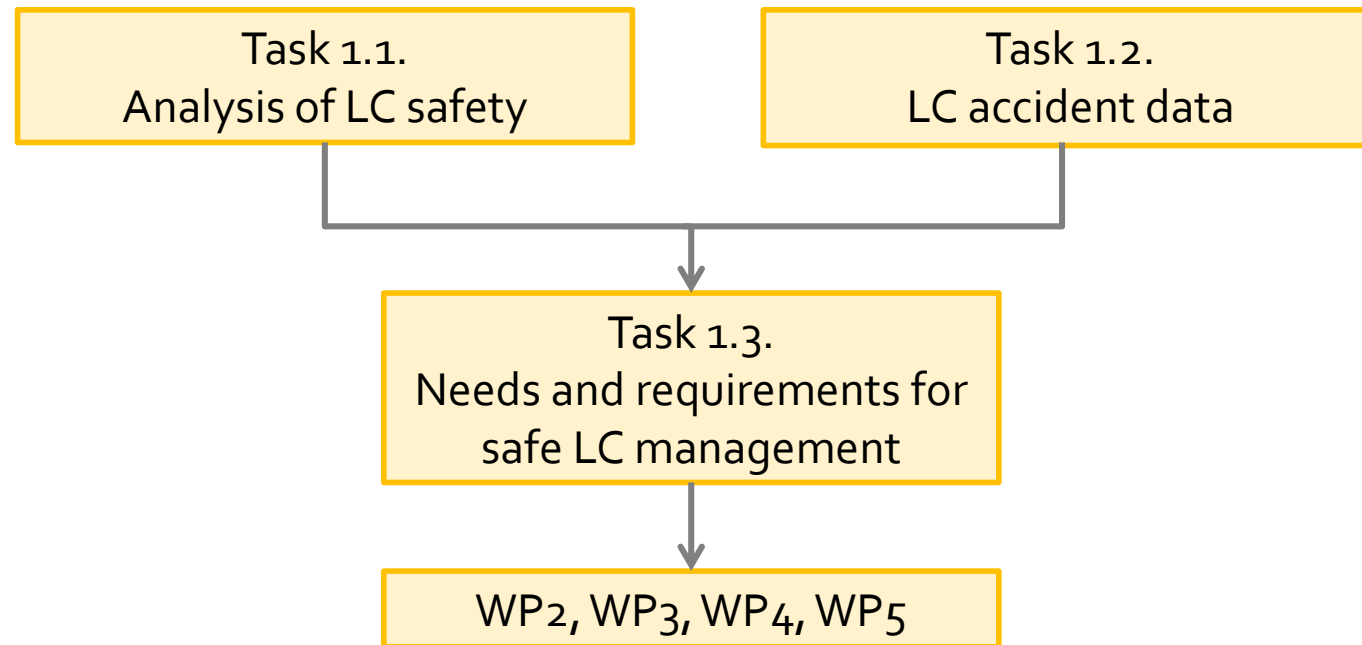 Task 1.1.
Analysis of LC safety
Task 1.2.
LC accident data
Task 1.3.
Needs and requirements for
safe LC management
WP2, WP3, WP4, WP5